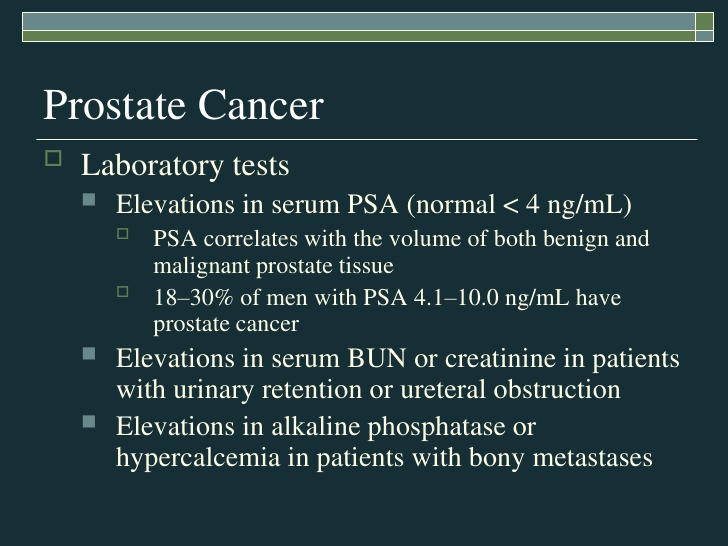 Prostate Cancer
Laboratory tests
Elevations in serum PSA (normal < 4 ng/mL)
PSA correlates with the volume of both benign and
malignant prostate tissue
18–30% of men with PSA 4.1–10.0 ng/mL have
prostate cancer
Elevations in serum BUN or creatinine in patients
with urinary retention or ureteral obstruction
Elevations in alkaline phosphatase or
hypercalcemia in patients with bony metastases